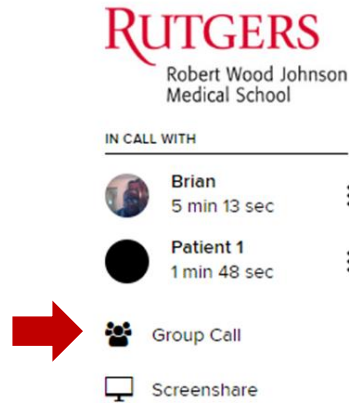 RUTGERS
Robert Wood Johnson
Medical School
IN CALL WITH
Brian
5 min 13 sec
Patient 1
1 min 48 sec
Group Call
Screenshare